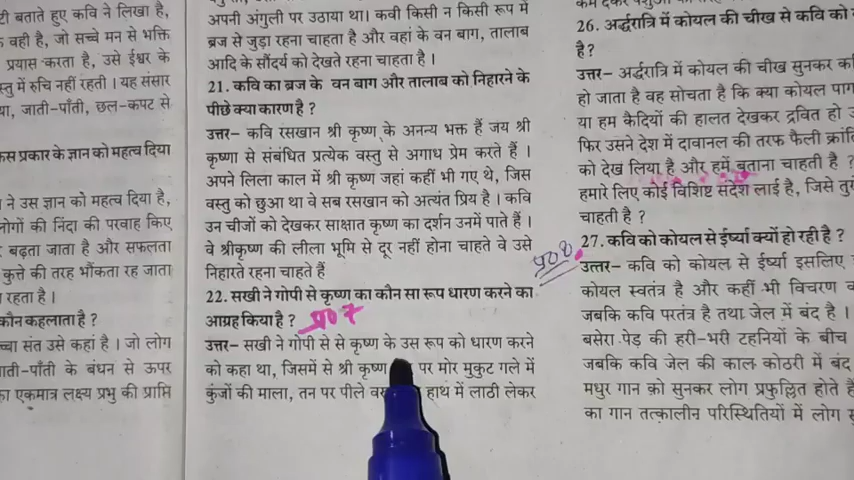 टी बताते हुए कवि ने लिखा है,
वही है, जो सच्चे मन से भक्ति
प्रयास करता है, उसे ईश्वर के
स्तु में रुचि नहीं रहती । यह संसार
था, जाती-पाँती, छल-कपट से
कस प्रकार के ज्ञान को महत्व दिया
ने उस ज्ञान को महत्व दिया है,
लोगों की निंदा की परवाह किए
बढ़ता जाता है और सफलता
कुत्ते की तरह भौंकता रह जाता
रहता है ।
कौन कहलाता है ?
च्चा संत उसे कहां है । जो लोग
जाती-पाँती के बंधन से ऊपर
का एकमात्र लक्ष्य प्रभु की प्राप्ति
अपनी अंगुली पर उठाया था। कवी किसी न किसी रूप में
ब्रज से जुड़ा रहना चाहता है और वहां के वन बाग, तालाब
आदि के सौंदर्य को देखते रहना चाहता है ।
21. कवि का ब्रज के वन बाग और तालाब को निहारने के
पीछे क्या कारण है ?
उत्तर– कवि रसखान श्री कृष्ण के अनन्य भक्त हैं जय श्री
कृष्णा से संबंधित प्रत्येक वस्तु से अगाध प्रेम करते हैं ।
अपने लिला काल में श्री कृष्ण जहां कहीं भी गए थे, जिस
वस्तु को छुआ था वे सब रसखान को अत्यंत प्रिय है । कवि
उन चीजों को देखकर साक्षात कृष्ण का दर्शन उनमें पाते हैं ।
वे श्रीकृष्ण की लीला भूमि से दूर नहीं होना चाहते वे उसे
निहारते रहना चाहते हैं
22. सखी ने गोपी से कृष्ण का कौन सा रूप धारण करने का
आग्रह किया है ? प्र० 7
उत्तर– सखी ने गोपी से से कृष्ण के उस रूप को धारण करने
को कहा था, जिसमें से श्री कृष्ण पर मोर मुकुट गले में
कुंजों की माला, तन पर पीले हाथ में लाठी लेकर
26. अर्द्धरात्रि में कोयल की चीख से कवि को
है?
उत्तर– अर्द्धरात्रि में कोयल की चीख सुनकर
हो जाता है वह सोचता है कि क्या कोयल पाग
या हम कैदियों की हालत देखकर द्रवित हो
फिर उसने देश में दावानल की तरफ फैली क्रांति
को देख लिया है और हमें बताना चाहती है ?
हमारे लिए कोई विशिष्ट संदेश लाई है, जिसे
चाहती है ?
27. कवि को कोयल से ईर्ष्या क्यों हो रही है ?
प्र० 8
उत्तर– कवि को कोयल से ईर्ष्या इसलिए
कोयल स्वतंत्र है और कहीं भी विचरण
जबकि कवि परतंत्र है तथा जेल में बंद है ।
बसेरा पेड़ की हरी-भरी टहनियों के बीच
जबकि कवि जेल की काल कोठरी में बंद
मधुर गान को सुनकर लोग प्रफुल्लित होते
का गान तत्कालीन परिस्थितियों में लोग